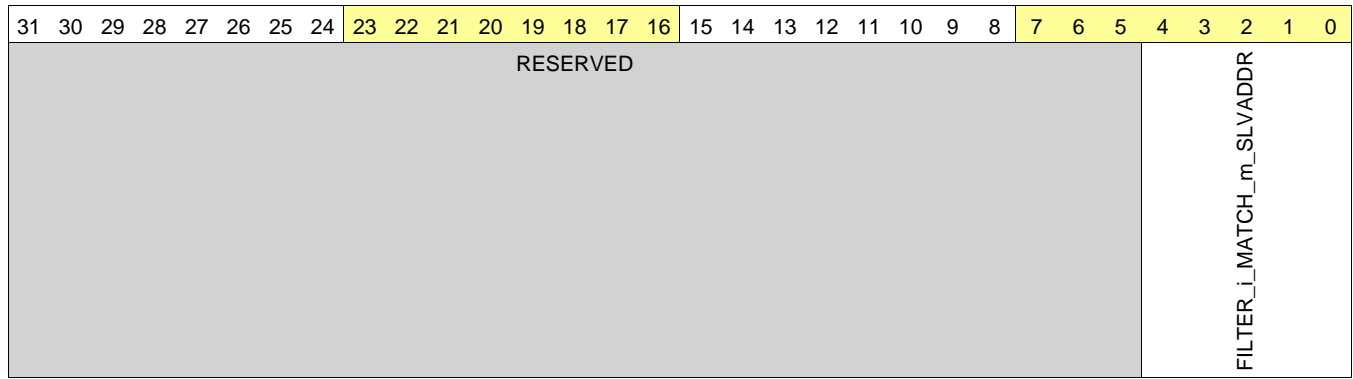 31 30 29 28 27 26 25 24 23 22 21 20 19 18 17 16 15 14 13 12 11 10 9 8 7 6 5 4 3 2 1 0
RESERVED
FILTER_i_MATCH_m_SLVADDR